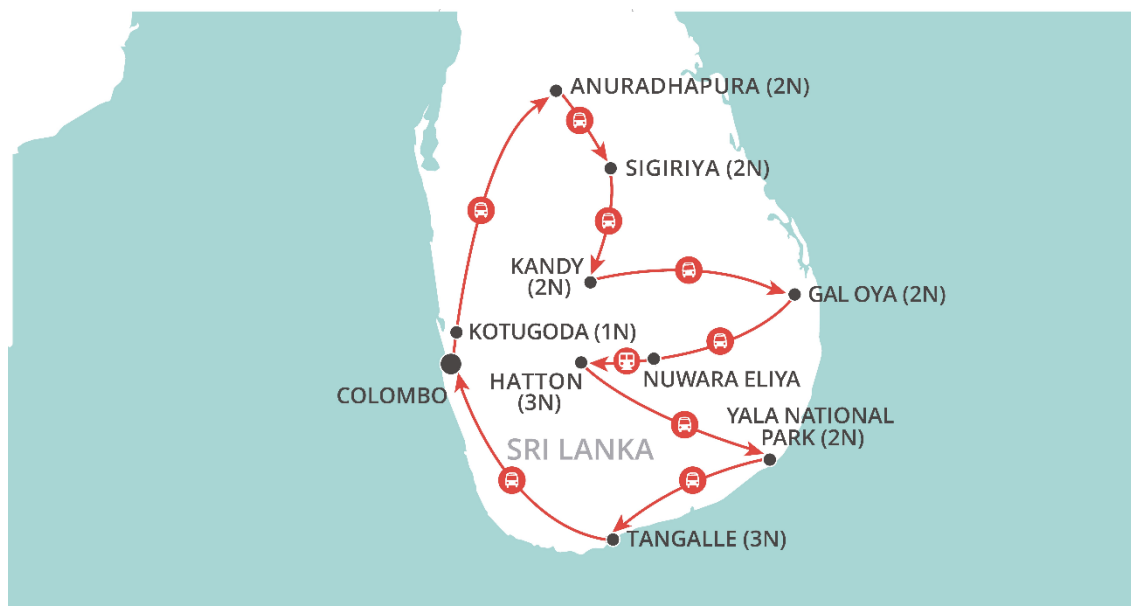 ANURADHAPURA (2N)
SIGIRIYA (2N)
KANDY
(2N)
GAL OYA (2N)
KOTUGODA (1N)
COLOMBO
HATTON
(3N)
NUWARA ELIYA
YALA NATIONAL
PARK (2N)
SRI LANKA
TANGALLE (3N)